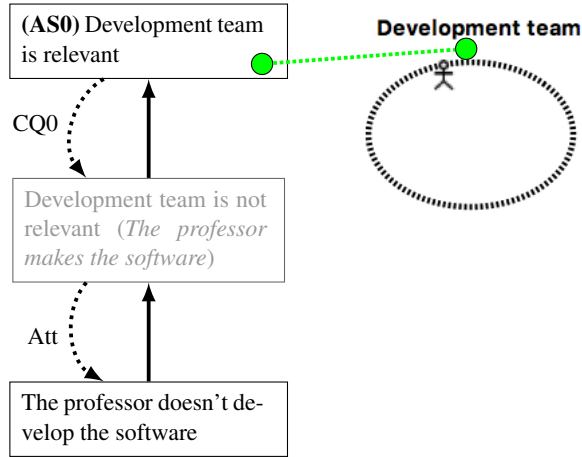 (AS0) Development team
is relevant
Development team
CQ0
Development team is not
relevant (The professor
makes the software)
Att
The professor doesn't de-
velop the software